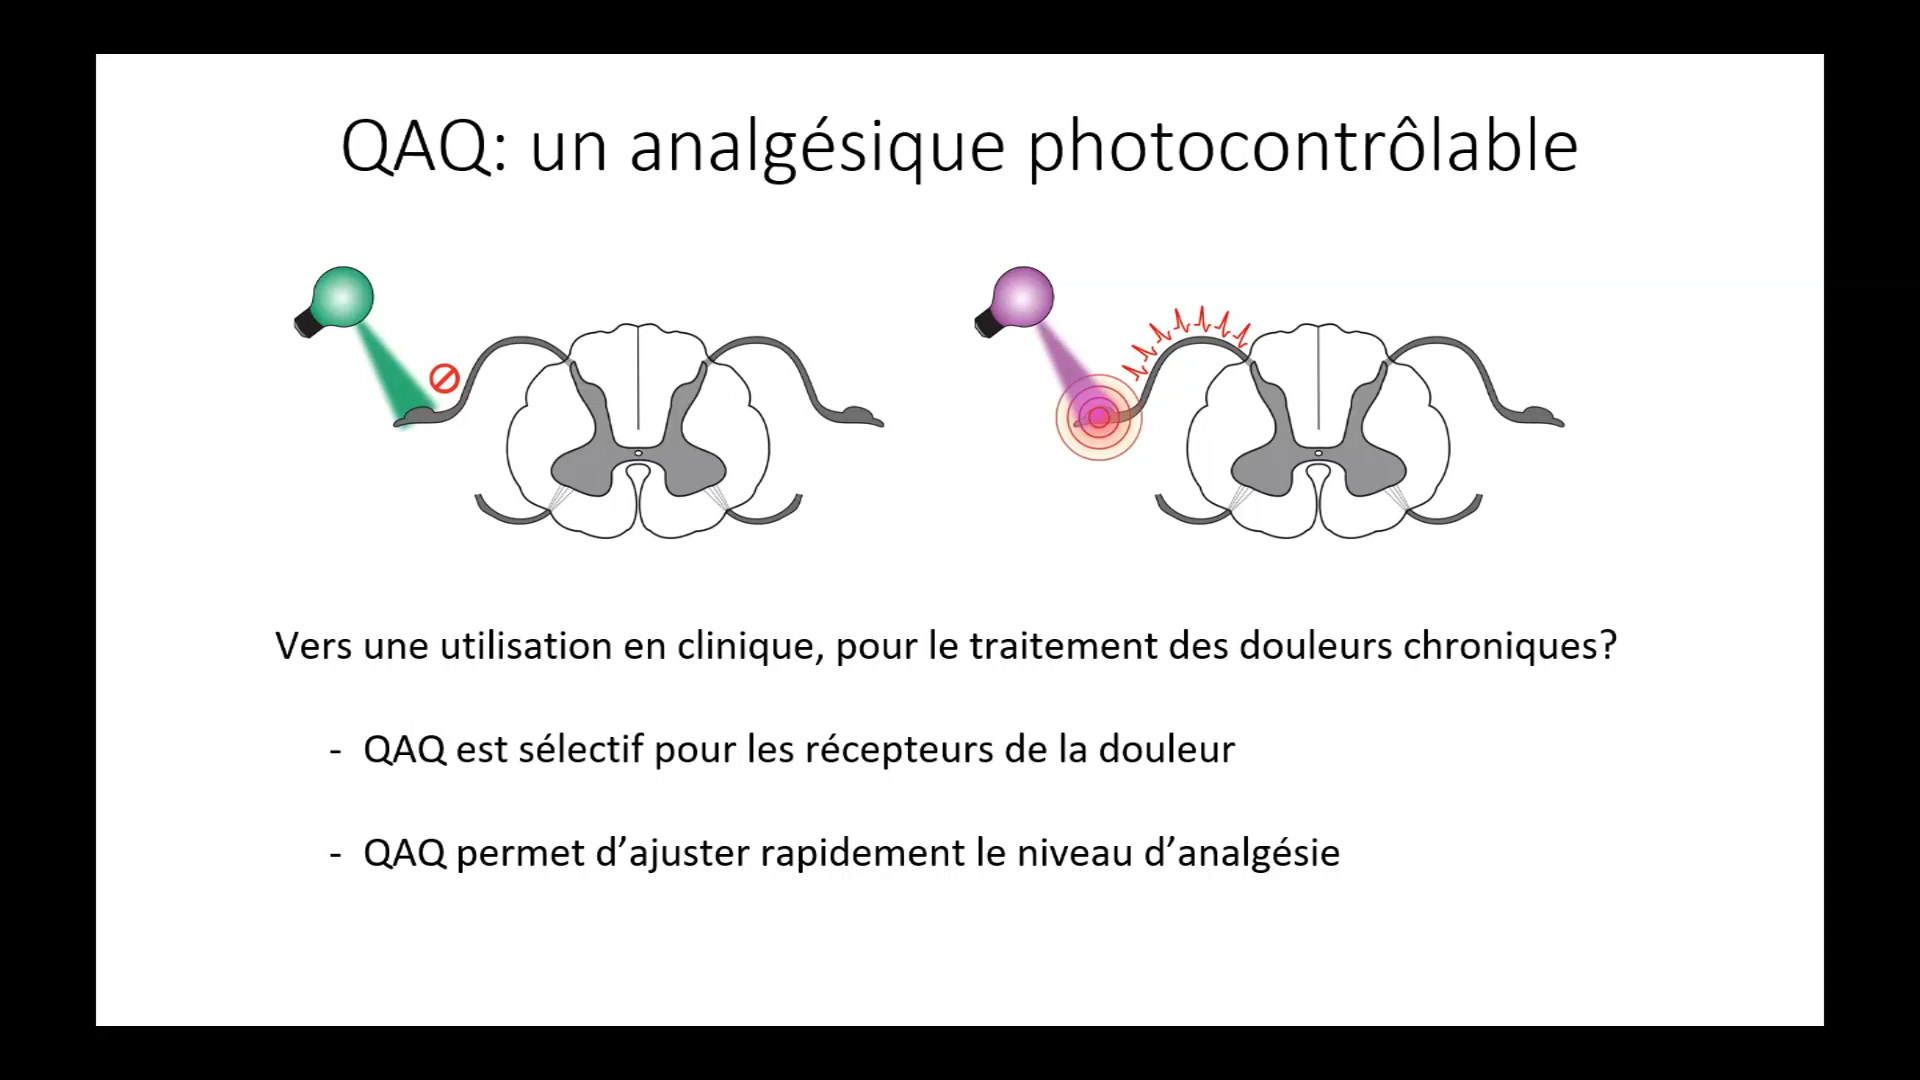 QAQ: un analgésique photocontrôlable
Vers une utilisation en clinique, pour le traitement des douleurs chroniques?
- QAQ est sélectif pour les récepteurs de la douleur
- QAQ permet d’ajuster rapidement le niveau d’analgésie